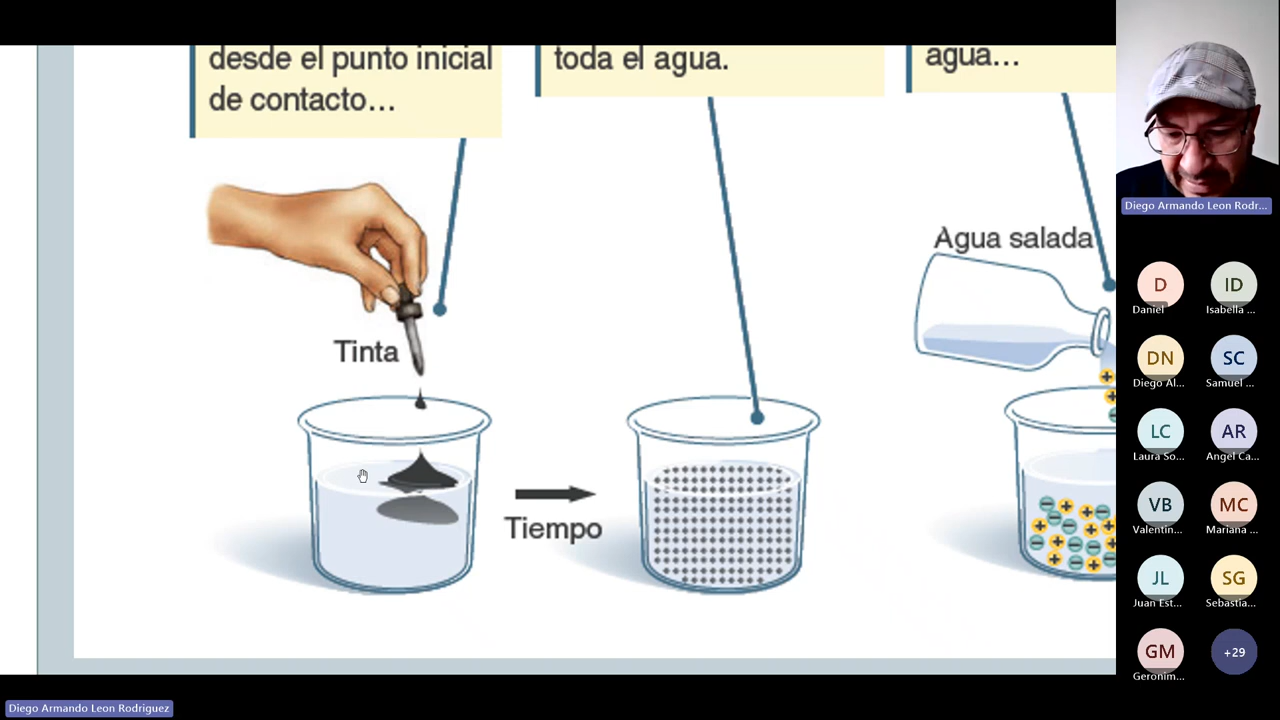 desde el punto inicial
de contacto…
toda el agua.
agua…
Agua salada
Tinta
Tiempo
Diego Armando Leon Rodr...
D
Daniel
ID
Isabella ...
DN
Diego Al...
SC
Samuel ...
LC
Laura So...
AR
Angel Ca...
VB
Valentin...
MC
Mariana ...
JL
Juan Est...
SG
Sebastia...
GM
Geronim...
+29
Diego Armando Leon Rodriguez